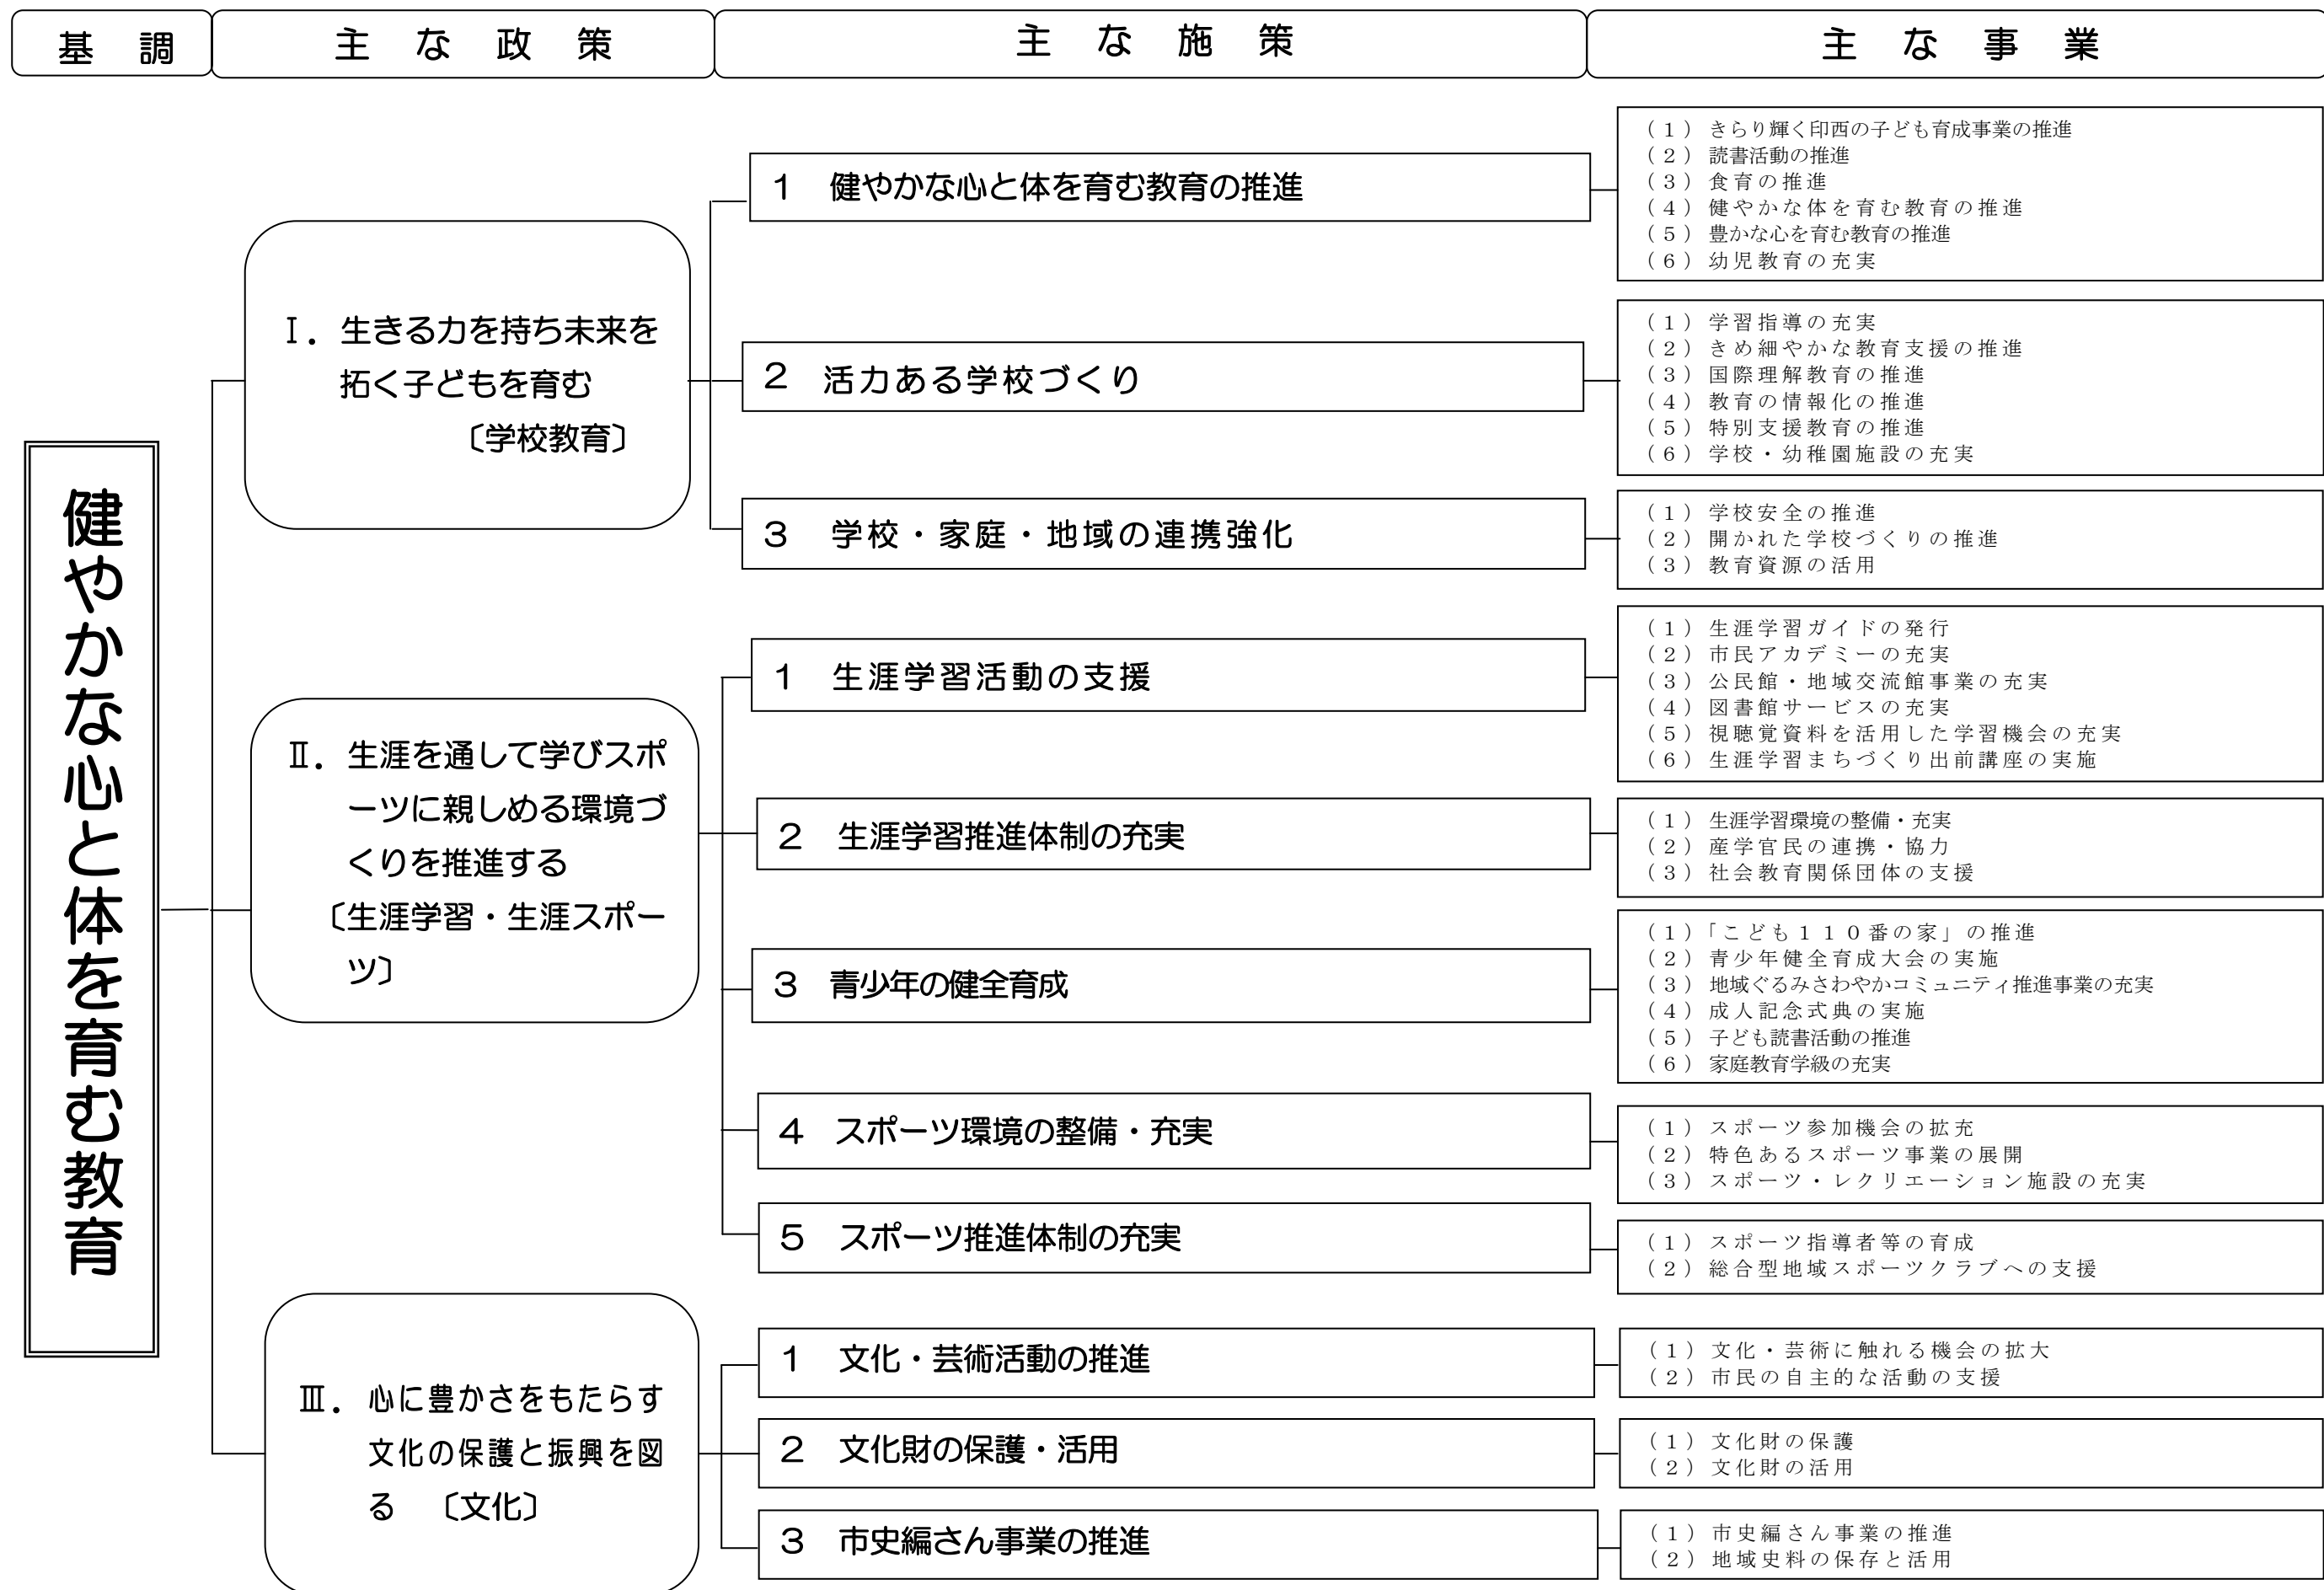 基　調
主　な　政　策
主　な　施　策
主　な　事　業
健やかな心と体を育む教育
Ⅰ．生きる力を持ち未来を
拓く子どもを育む
〔学校教育〕
１　健やかな心と体を育む教育の推進
（１）きらり輝く印西の子ども育成事業の推進
（２）読書活動の推進
（３）食育の推進
（４）健やかな体を育む教育の推進
（５）豊かな心を育む教育の推進
（６）幼児教育の充実
２　活力ある学校づくり
（１）学習指導の充実
（２）きめ細やかな教育支援の推進
（３）国際理解教育の推進
（４）教育の情報化の推進
（５）特別支援教育の推進
（６）学校・幼稚園施設の充実
３　学校・家庭・地域の連携強化
（１）学校安全の推進
（２）開かれた学校づくりの推進
（３）教育資源の活用
Ⅱ．生涯を通して学びスポ
ーツに親しめる環境づ
くりを推進する
〔生涯学習・生涯スポー
ツ〕
１　生涯学習活動の支援
（１）生涯学習ガイドの発行
（２）市民アカデミーの充実
（３）公民館・地域交流館事業の充実
（４）図書館サービスの充実
（５）視聴覚資料を活用した学習機会の充実
（６）生涯学習まちづくり出前講座の実施
２　生涯学習推進体制の充実
（１）生涯学習環境の整備・充実
（２）産学官民の連携・協力
（３）社会教育関係団体の支援
３　青少年の健全育成
（１）「こども１１０番の家」の推進
（２）青少年健全育成大会の実施
（３）地域ぐるみさわやかコミュニティ推進事業の充実
（４）成人記念式典の実施
（５）子ども読書活動の推進
（６）家庭教育学級の充実
４　スポーツ環境の整備・充実
（１）スポーツ参加機会の拡充
（２）特色あるスポーツ事業の展開
（３）スポーツ・レクリエーション施設の充実
５　スポーツ推進体制の充実
（１）スポーツ指導者等の育成
（２）総合型地域スポーツクラブへの支援
Ⅲ．心に豊かさをもたらす
文化の保護と振興を図
る　〔文化〕
１　文化・芸術活動の推進
（１）文化・芸術に触れる機会の拡大
（２）市民の自主的な活動の支援
２　文化財の保護・活用
（１）文化財の保護
（２）文化財の活用
３　市史編さん事業の推進
（１）市史編さん事業の推進
（２）地域史料の保存と活用